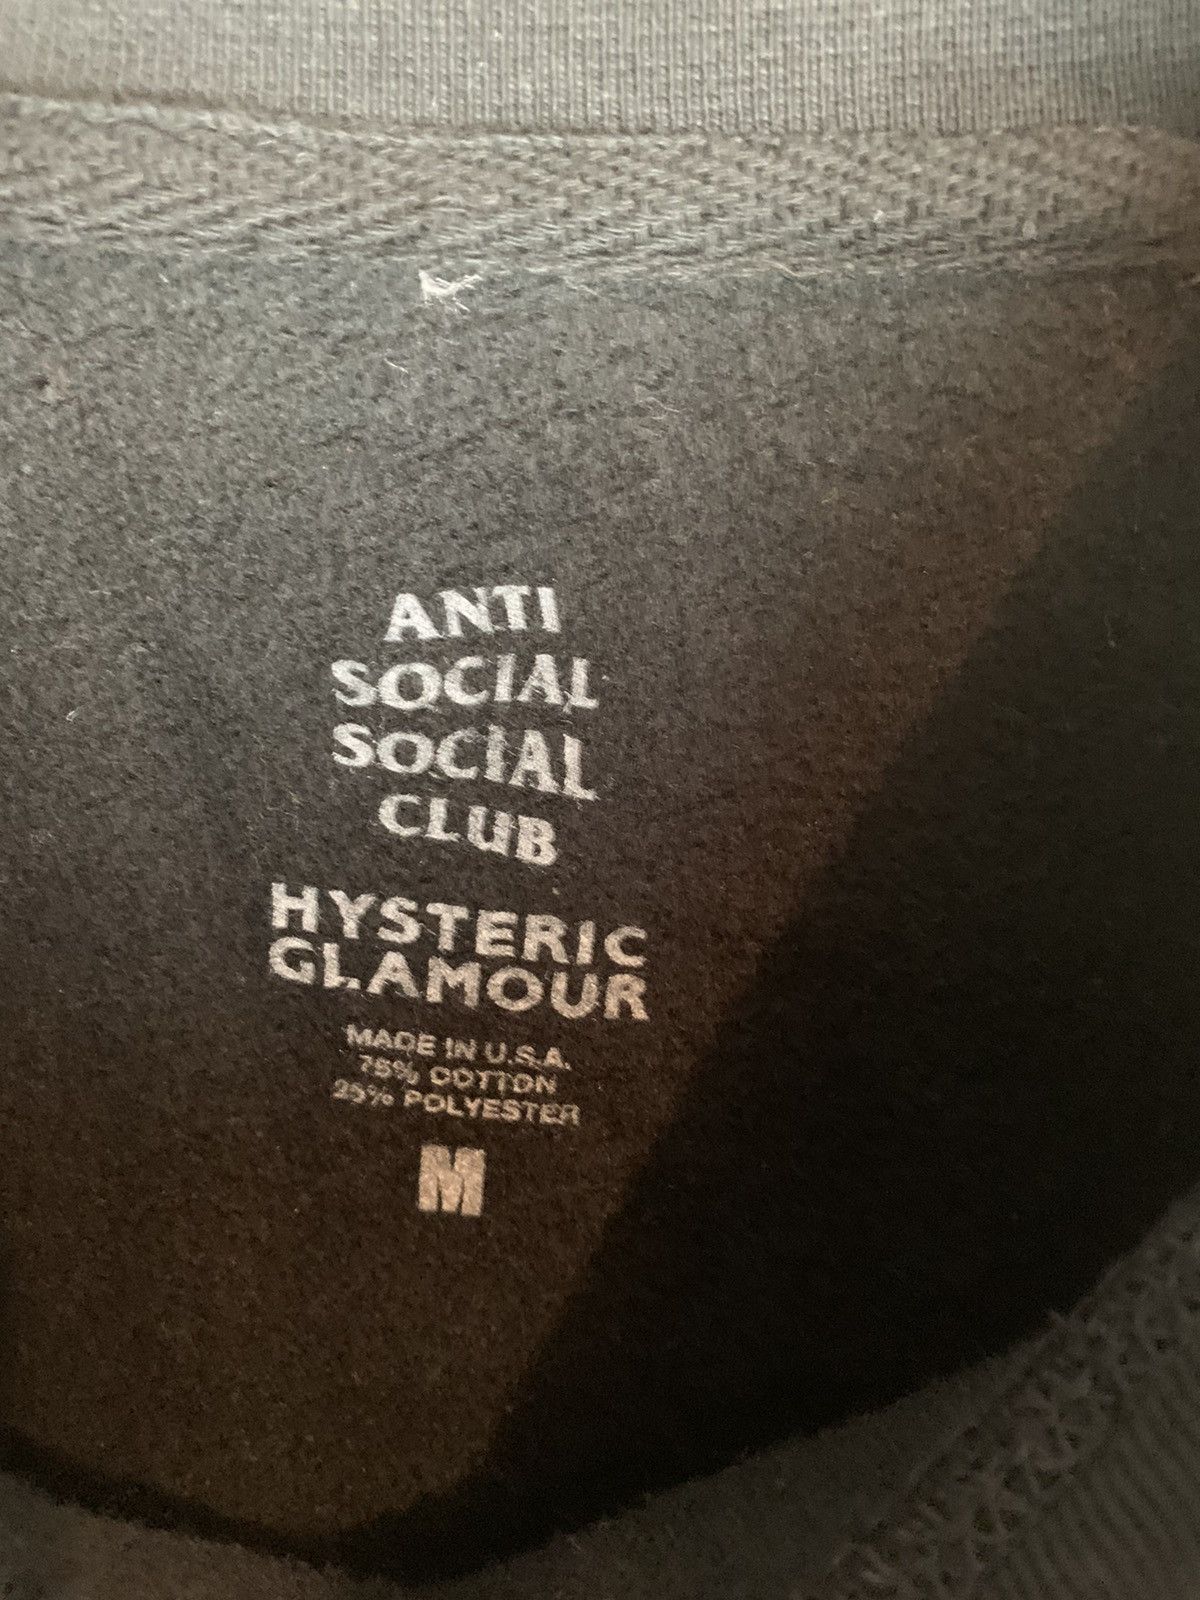 ANTI
SOCIAL
SOCIAL
CLUB
HYSTERIC
GLAMOUR
MADE IN U.S.A.
75% COTTON
25% POLYESTER
M